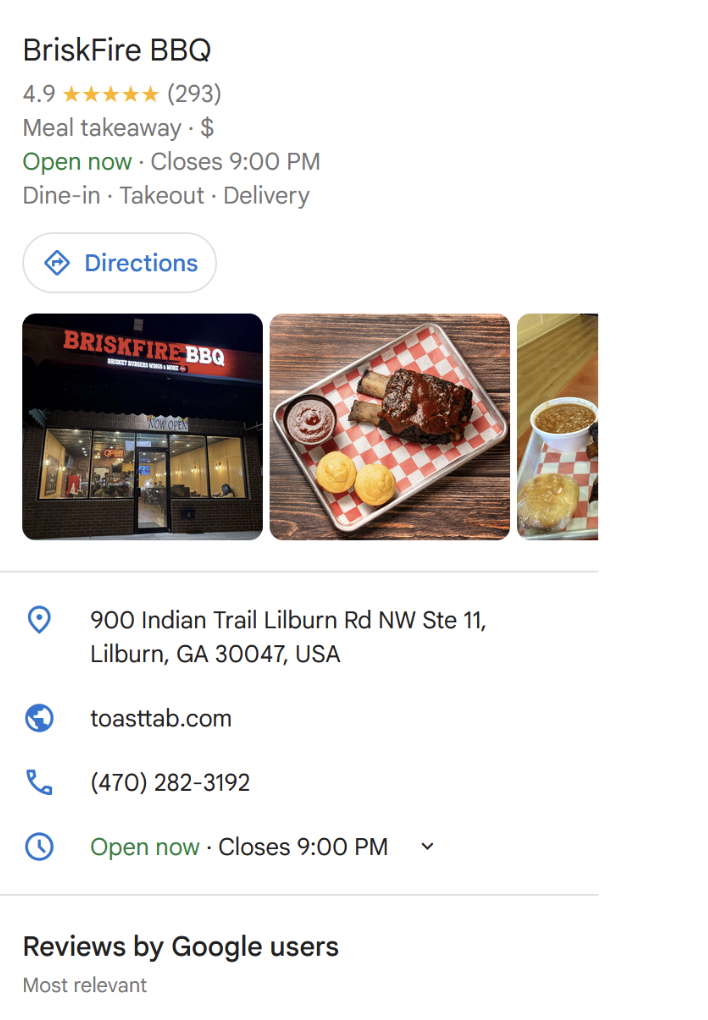 BriskFire BBQ
4.9 ★★★★★ (293)
Meal takeaway · $
Open now · Closes 9:00 PM
Dine-in · Takeout · Delivery
Directions
BRISKFIRE BBQ
BRISKET BURGERS WINGS & MORE
NOW OPEN
OPEN
900 Indian Trail Lilburn Rd NW Ste 11,
Lilburn, GA 30047, USA
toasttab.com
(470) 282-3192
Open now · Closes 9:00 PM
Reviews by Google users
Most relevant